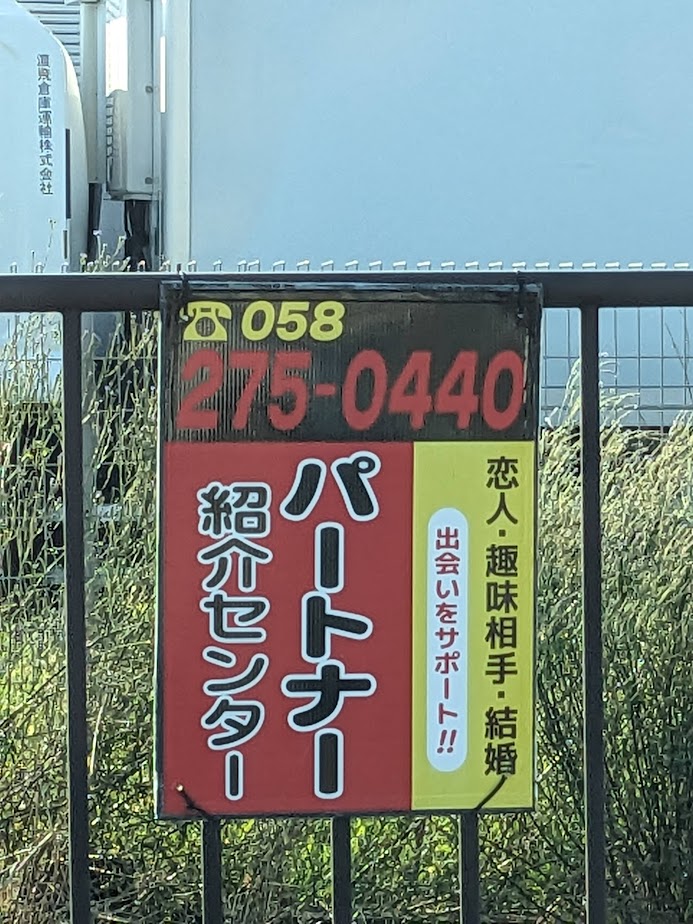 ☎058
275-0440
恋人・趣味相手・結婚
出会いをサポート!!
パートナー
紹介センター
倉庫運輸株式会社